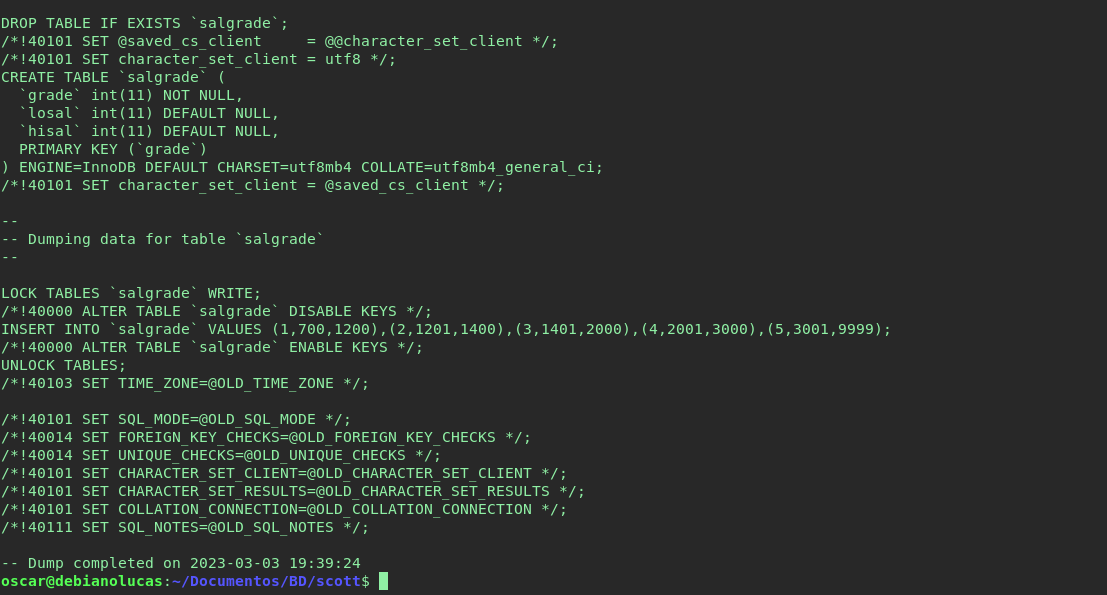 DROP TABLE IF EXISTS `salgrade`;
/*!40101 SET @saved_cs_client     = @@character_set_client */;
/*!40101 SET character_set_client = utf8 */;
CREATE TABLE `salgrade` (
  `grade` int(11) NOT NULL,
  `losal` int(11) DEFAULT NULL,
  `hisal` int(11) DEFAULT NULL,
  PRIMARY KEY (`grade`)
) ENGINE=InnoDB DEFAULT CHARSET=utf8mb4 COLLATE=utf8mb4_general_ci;
/*!40101 SET character_set_client = @saved_cs_client */;

--
-- Dumping data for table `salgrade`
--

LOCK TABLES `salgrade` WRITE;
/*!40000 ALTER TABLE `salgrade` DISABLE KEYS */;
INSERT INTO `salgrade` VALUES (1,700,1200),(2,1201,1400),(3,1401,2000),(4,2001,3000),(5,3001,9999);
/*!40000 ALTER TABLE `salgrade` ENABLE KEYS */;
UNLOCK TABLES;
/*!40103 SET TIME_ZONE=@OLD_TIME_ZONE */;

/*!40101 SET SQL_MODE=@OLD_SQL_MODE */;
/*!40014 SET FOREIGN_KEY_CHECKS=@OLD_FOREIGN_KEY_CHECKS */;
/*!40014 SET UNIQUE_CHECKS=@OLD_UNIQUE_CHECKS */;
/*!40101 SET CHARACTER_SET_CLIENT=@OLD_CHARACTER_SET_CLIENT */;
/*!40101 SET CHARACTER_SET_RESULTS=@OLD_CHARACTER_SET_RESULTS */;
/*!40101 SET COLLATION_CONNECTION=@OLD_COLLATION_CONNECTION */;
/*!40111 SET SQL_NOTES=@OLD_SQL_NOTES */;

-- Dump completed on 2023-03-03 19:39:24
oscar@debianolucas:~/Documentos/BD/scott$